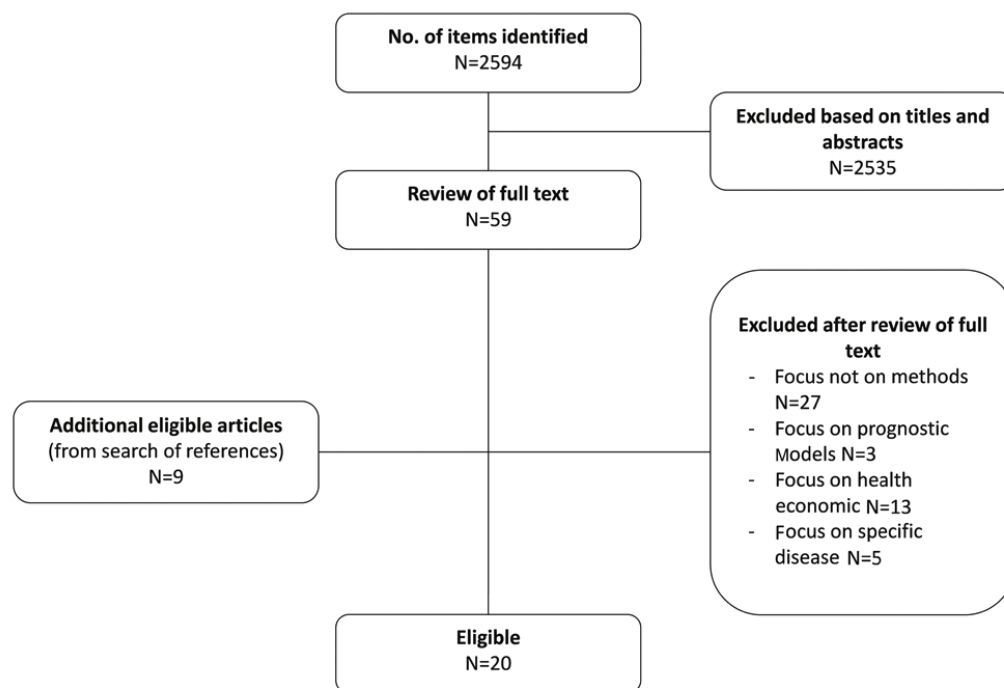 No. of items identified
N=2594
Excluded based on titles and
abstracts
N=2535
Review of full text
N=59
Excluded after review of full
text
- Focus not on methods
N=27
- Focus on prognostic
Models N=3
- Focus on health
economic N=13
- Focus on specific
disease N=5
Additional eligible articles
(from search of references)
N=9
Eligible
N=20